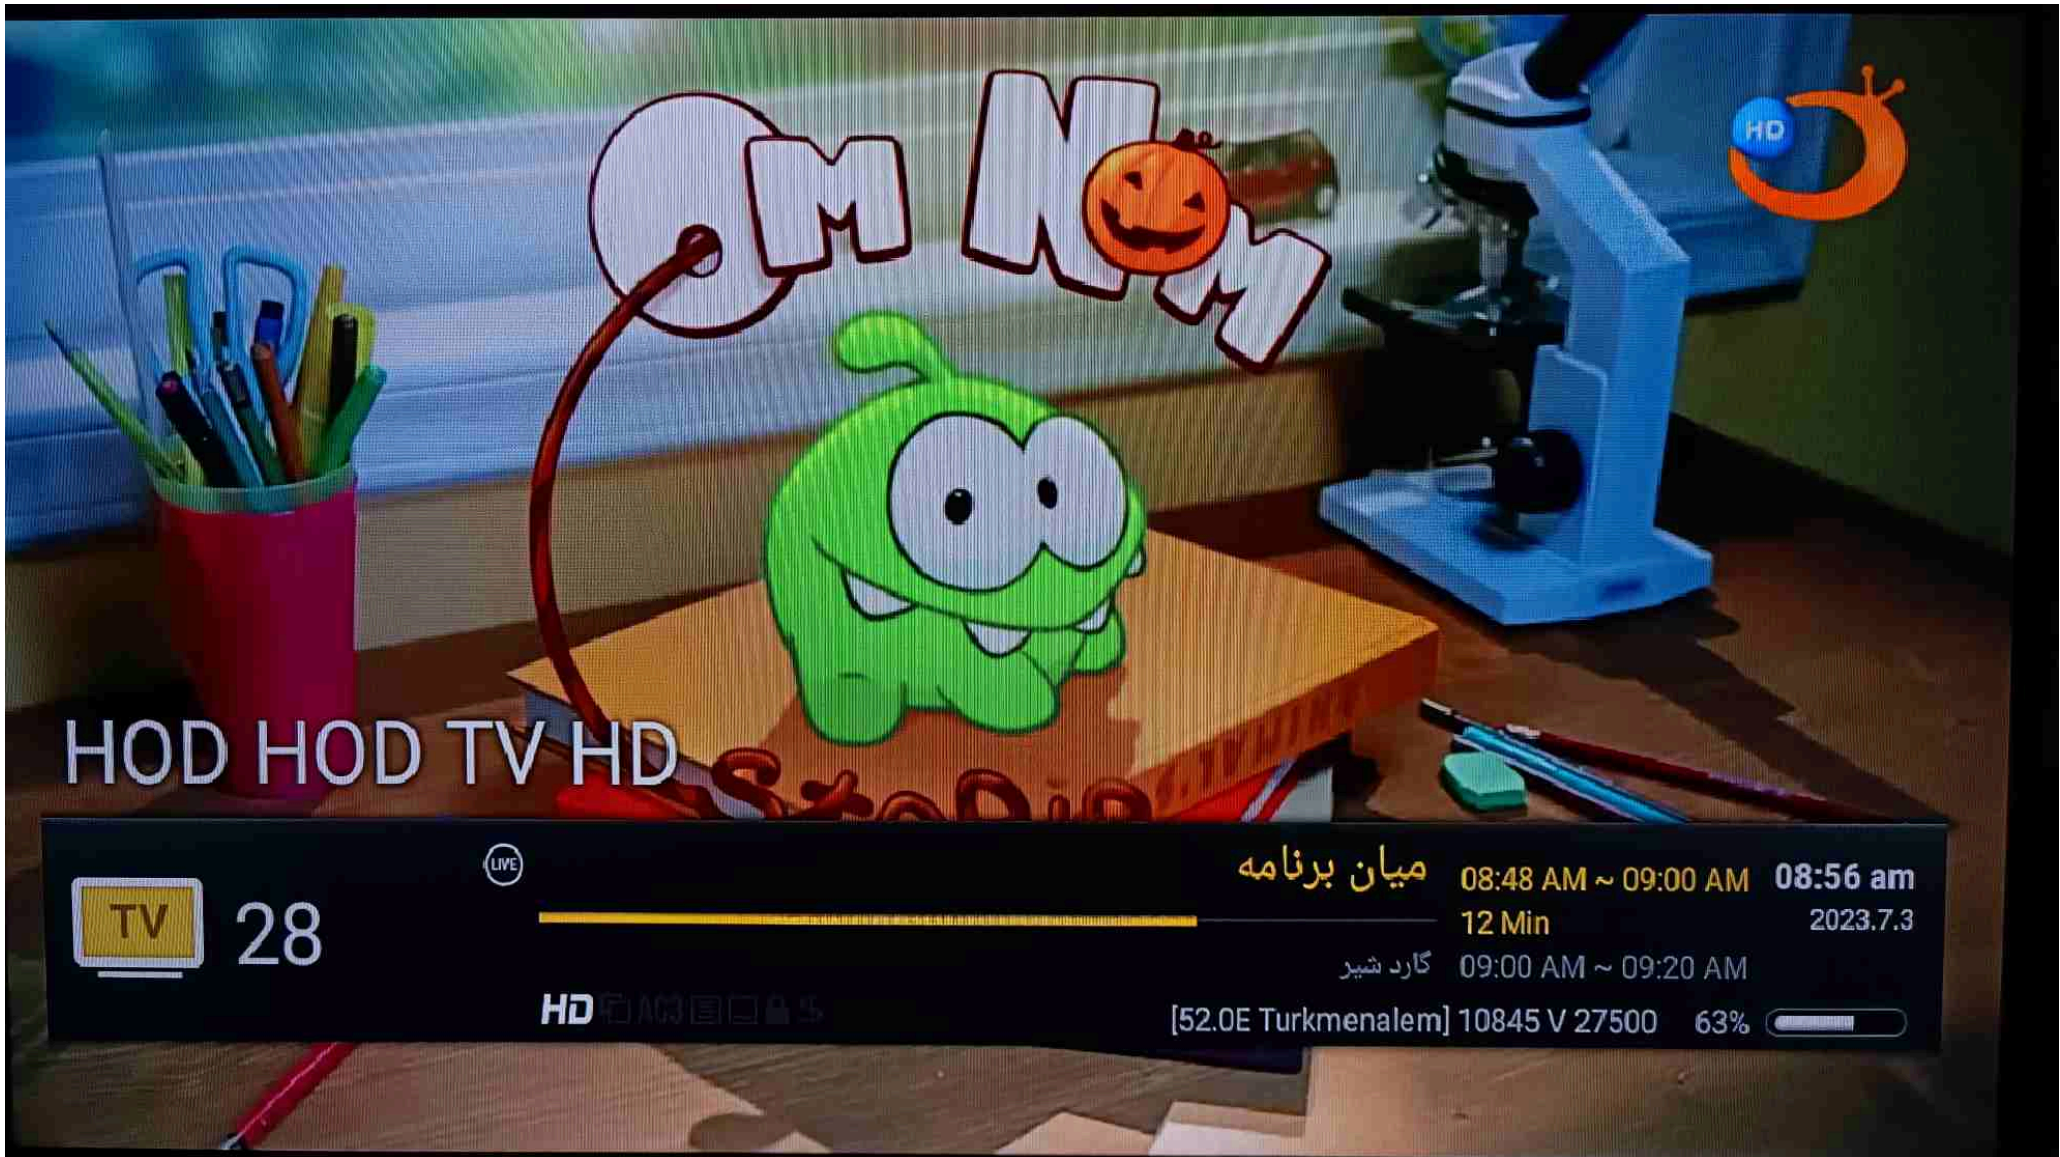 OM NOM
HD
HOD HOD TV HD
StoRieS
LIVE
TV
28
میان برنامه
08:48 AM ~ 09:00 AM
08:56 am
12 Min
2023.7.3
گارد شیر
09:00 AM ~ 09:20 AM
HD
AC3
[52.0E Turkmenalem] 10845 V 27500
63%